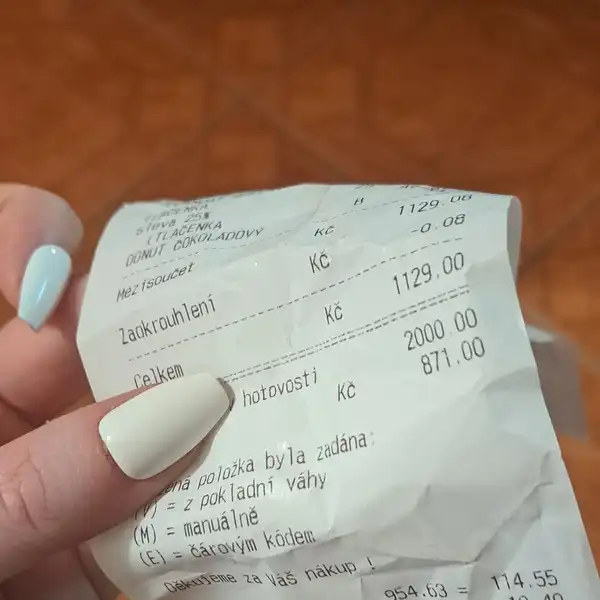 TLAČENKA
sleva 25%
(TLAČENKA
DONUT ČOKOLÁDOVÝ B
Mezisoučet Kč 1129.08
Zaokrouhlení Kč -0.08
Celkem Kč 1129.00
hotovosti 2000.00
Kč 871.00
položka byla zadána:
(V) = z pokladní váhy
(M) = manuálně
(E) = čárovým kódem
Děkujeme za Váš nákup !
954.63 = 114.55